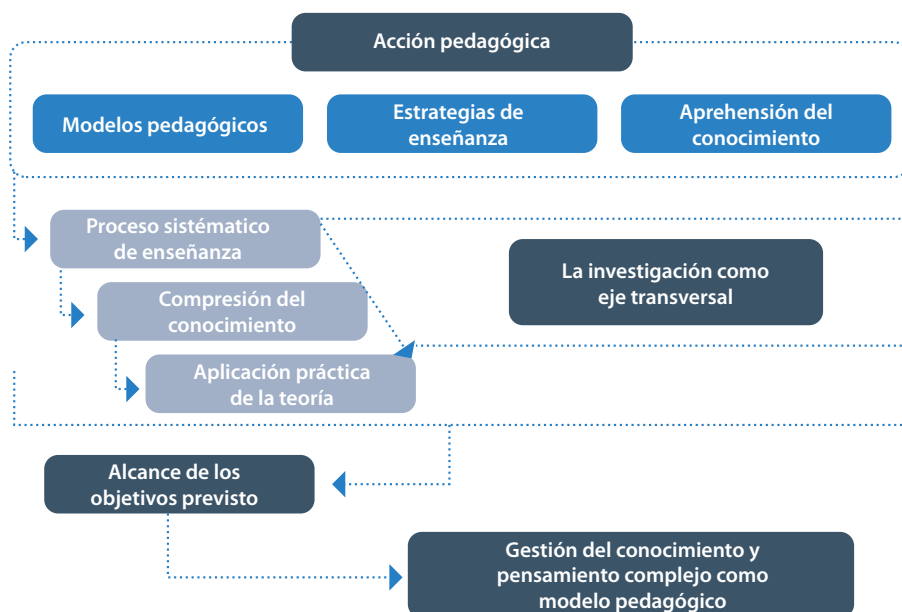 Acción pedagógica
Modelos pedagógicos
Estrategias de
enseñanza
Aprehensión del
conocimiento
Proceso sistématico
de enseñanza
La investigación como
eje transversal
Compresión del
conocimiento
Aplicación práctica
de la teoría
Alcance de los
objetivos previsto
Gestión del conocimiento y
pensamiento complejo como
modelo pedagógico